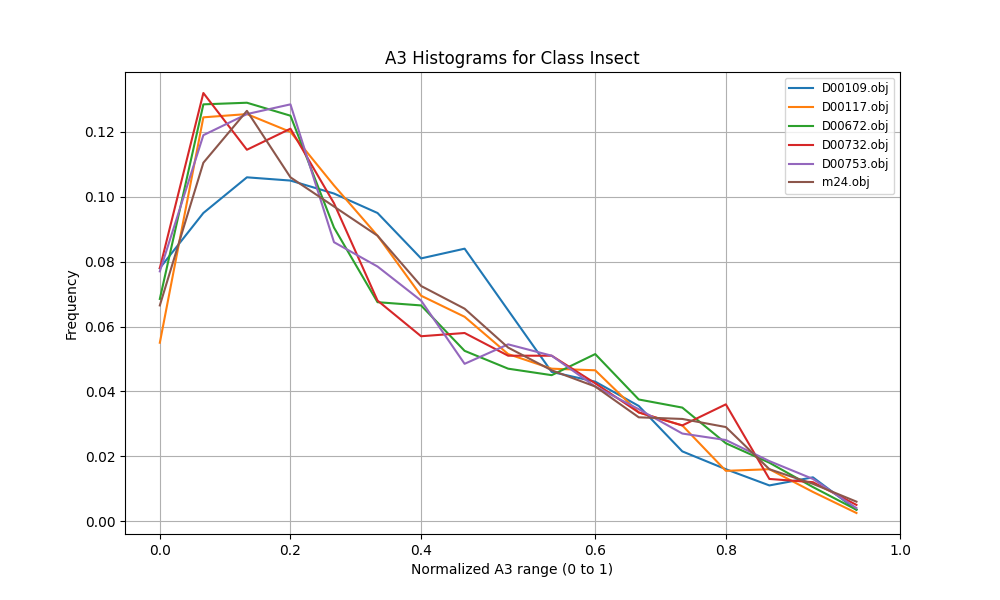 A3 Histograms for Class Insect
D00109.obj
D00117.obj
D00672.obj
D00732.obj
D00753.obj
m24.obj
Frequency
0.12
0.10
0.08
0.06
0.04
0.02
0.00
0.0 0.2 0.4 0.6 0.8 1.0
Normalized A3 range (0 to 1)